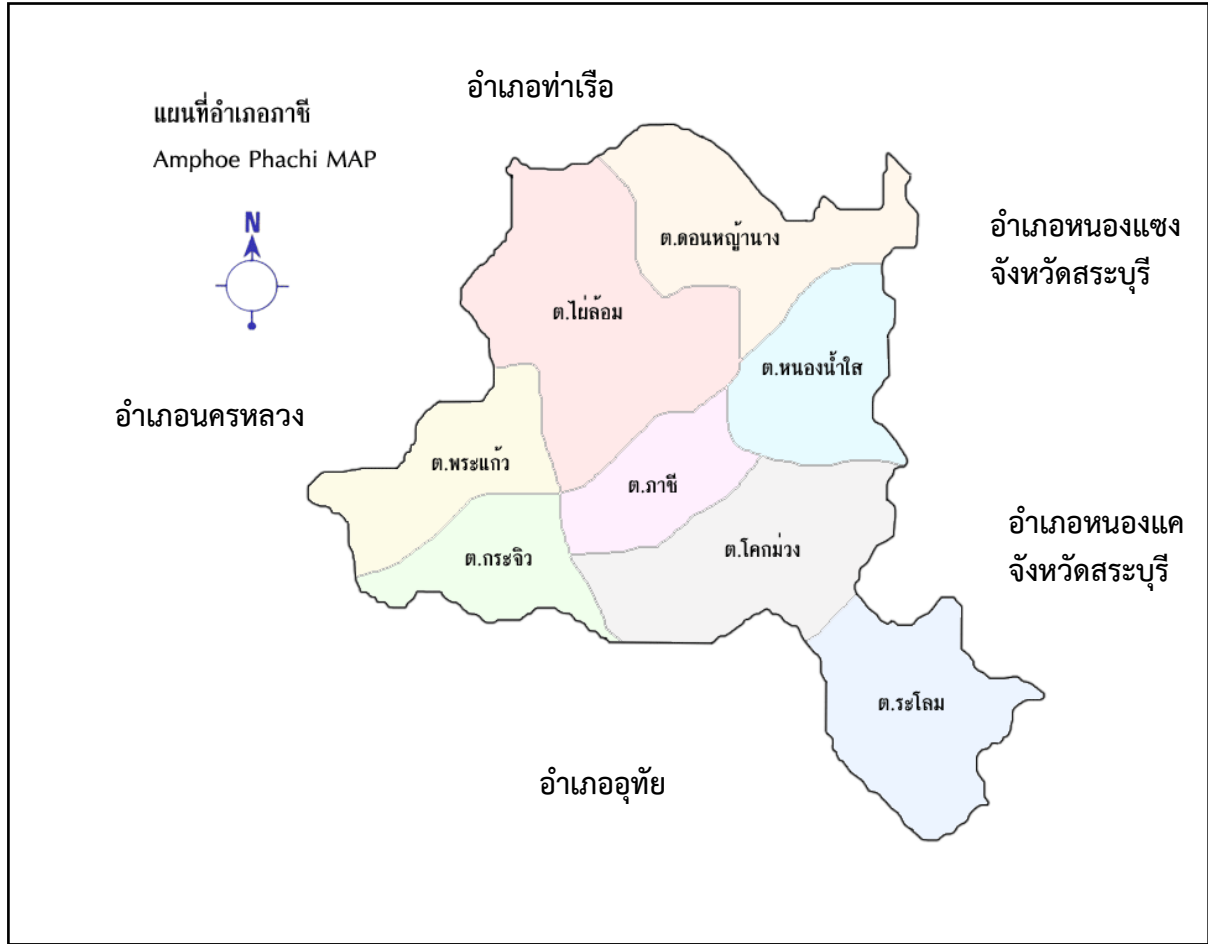 อำเภอท่าเรือ
แผนที่อำเภอภาชี
Amphoe Phachi MAP
N
อำเภอหนองแซง
จังหวัดสระบุรี
ต.ดอนหญ้านาง
ต.ไผ่ล้อม
ต.หนองน้ำใส
อำเภอนครหลวง
ต.พระแก้ว
ต.ภาชี
อำเภอหนองแค
จังหวัดสระบุรี
ต.โคกม่วง
ต.กระจิว
ต.ระโสม
อำเภออุทัย